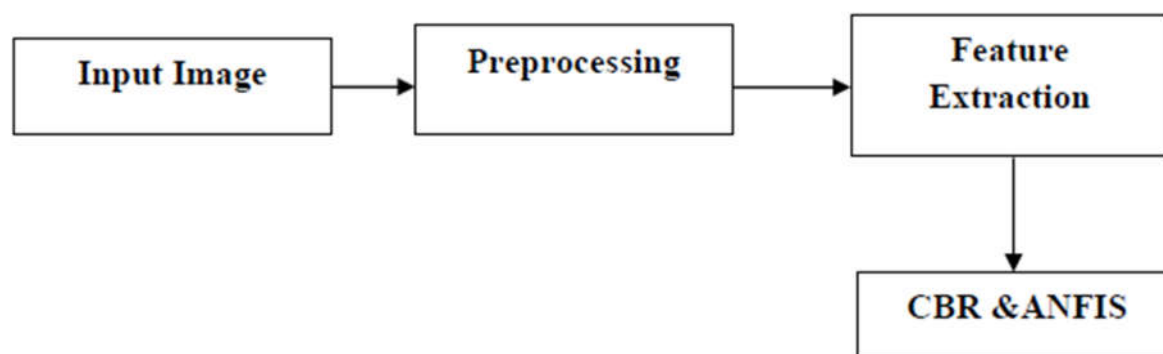 Input Image
Preprocessing
Feature
Extraction
CBR &ANFIS